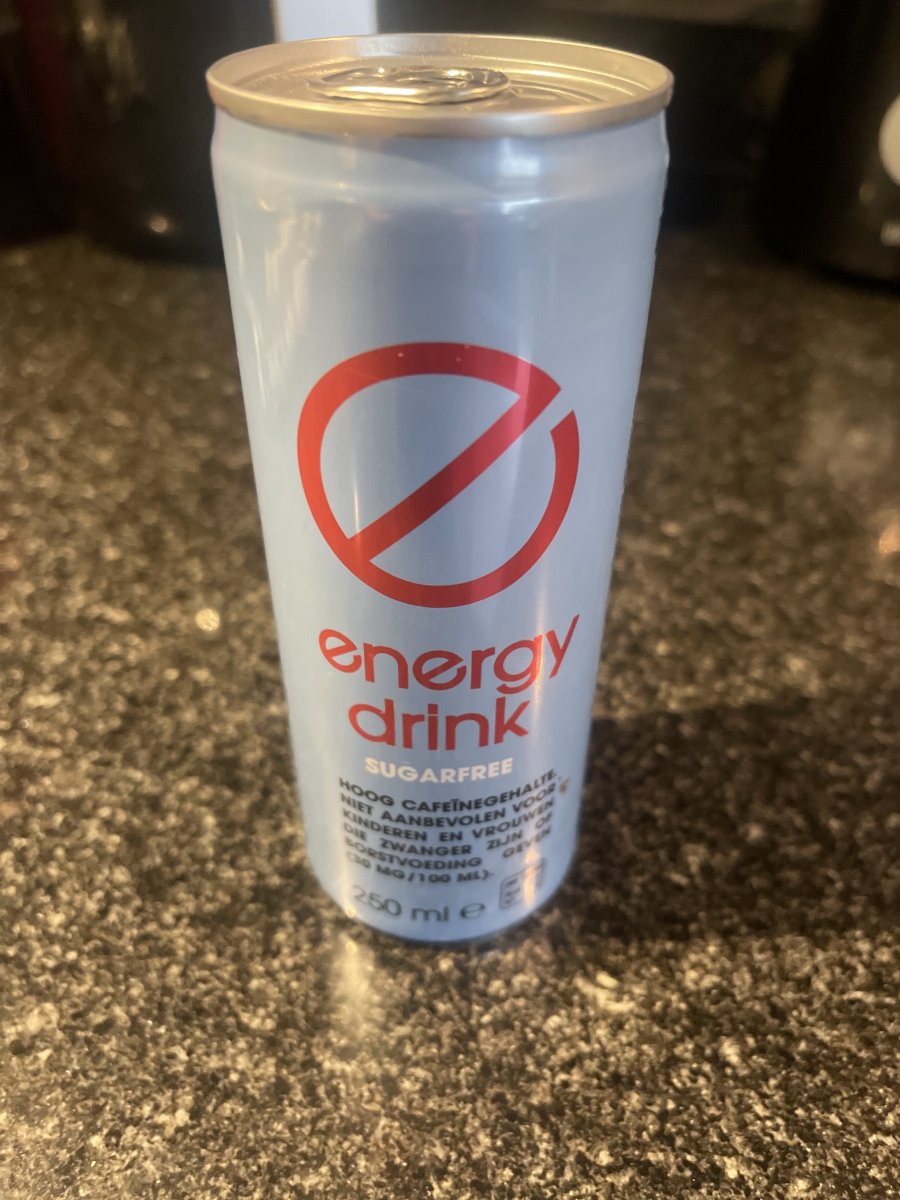 energy
drink
SUGARFREE
HOOG CAFEÏNEGEHALTE.
NIET AANBEVOLEN VOOR
KINDEREN EN VROUWEN
DIE ZWANGER ZIJN OF
BORSTVOEDING GEVEN
(30 MG/100 ML).
250 ml e